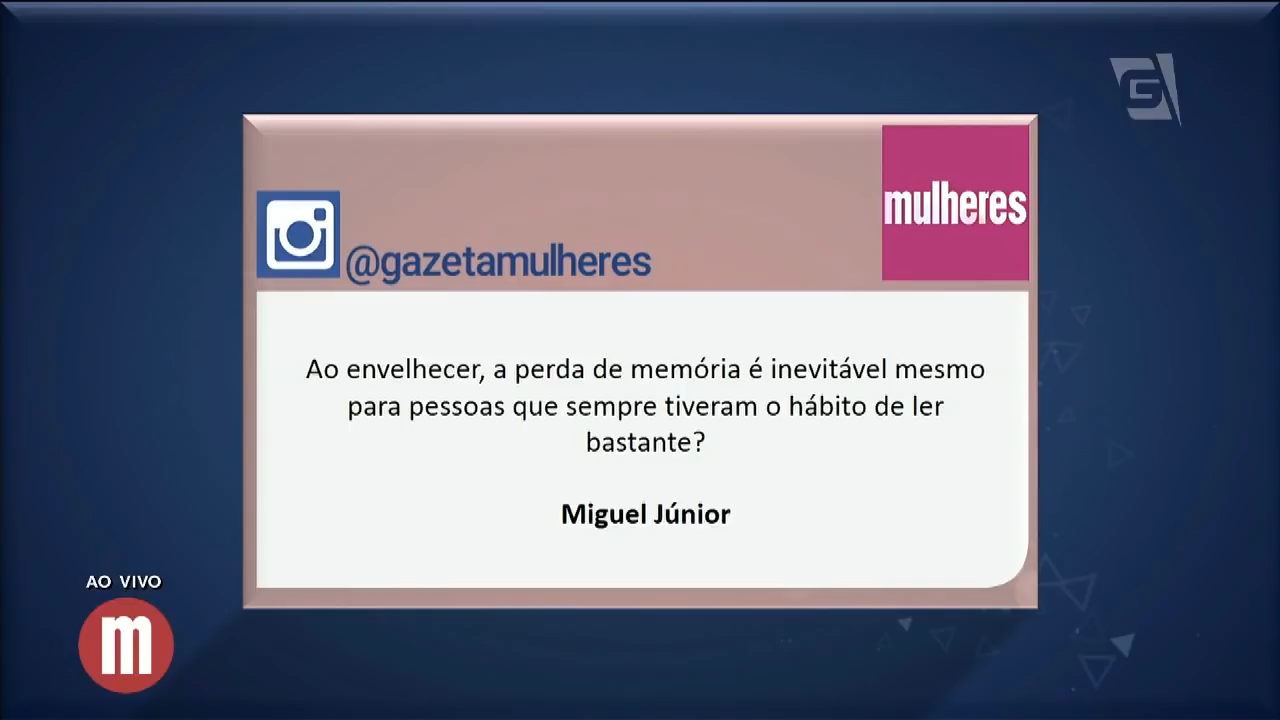 mulheres
@gazetamulheres
Ao envelhecer, a perda de memória é inevitável mesmo
para pessoas que sempre tiveram o hábito de ler
bastante?
Miguel Júnior
AO VIVO
m